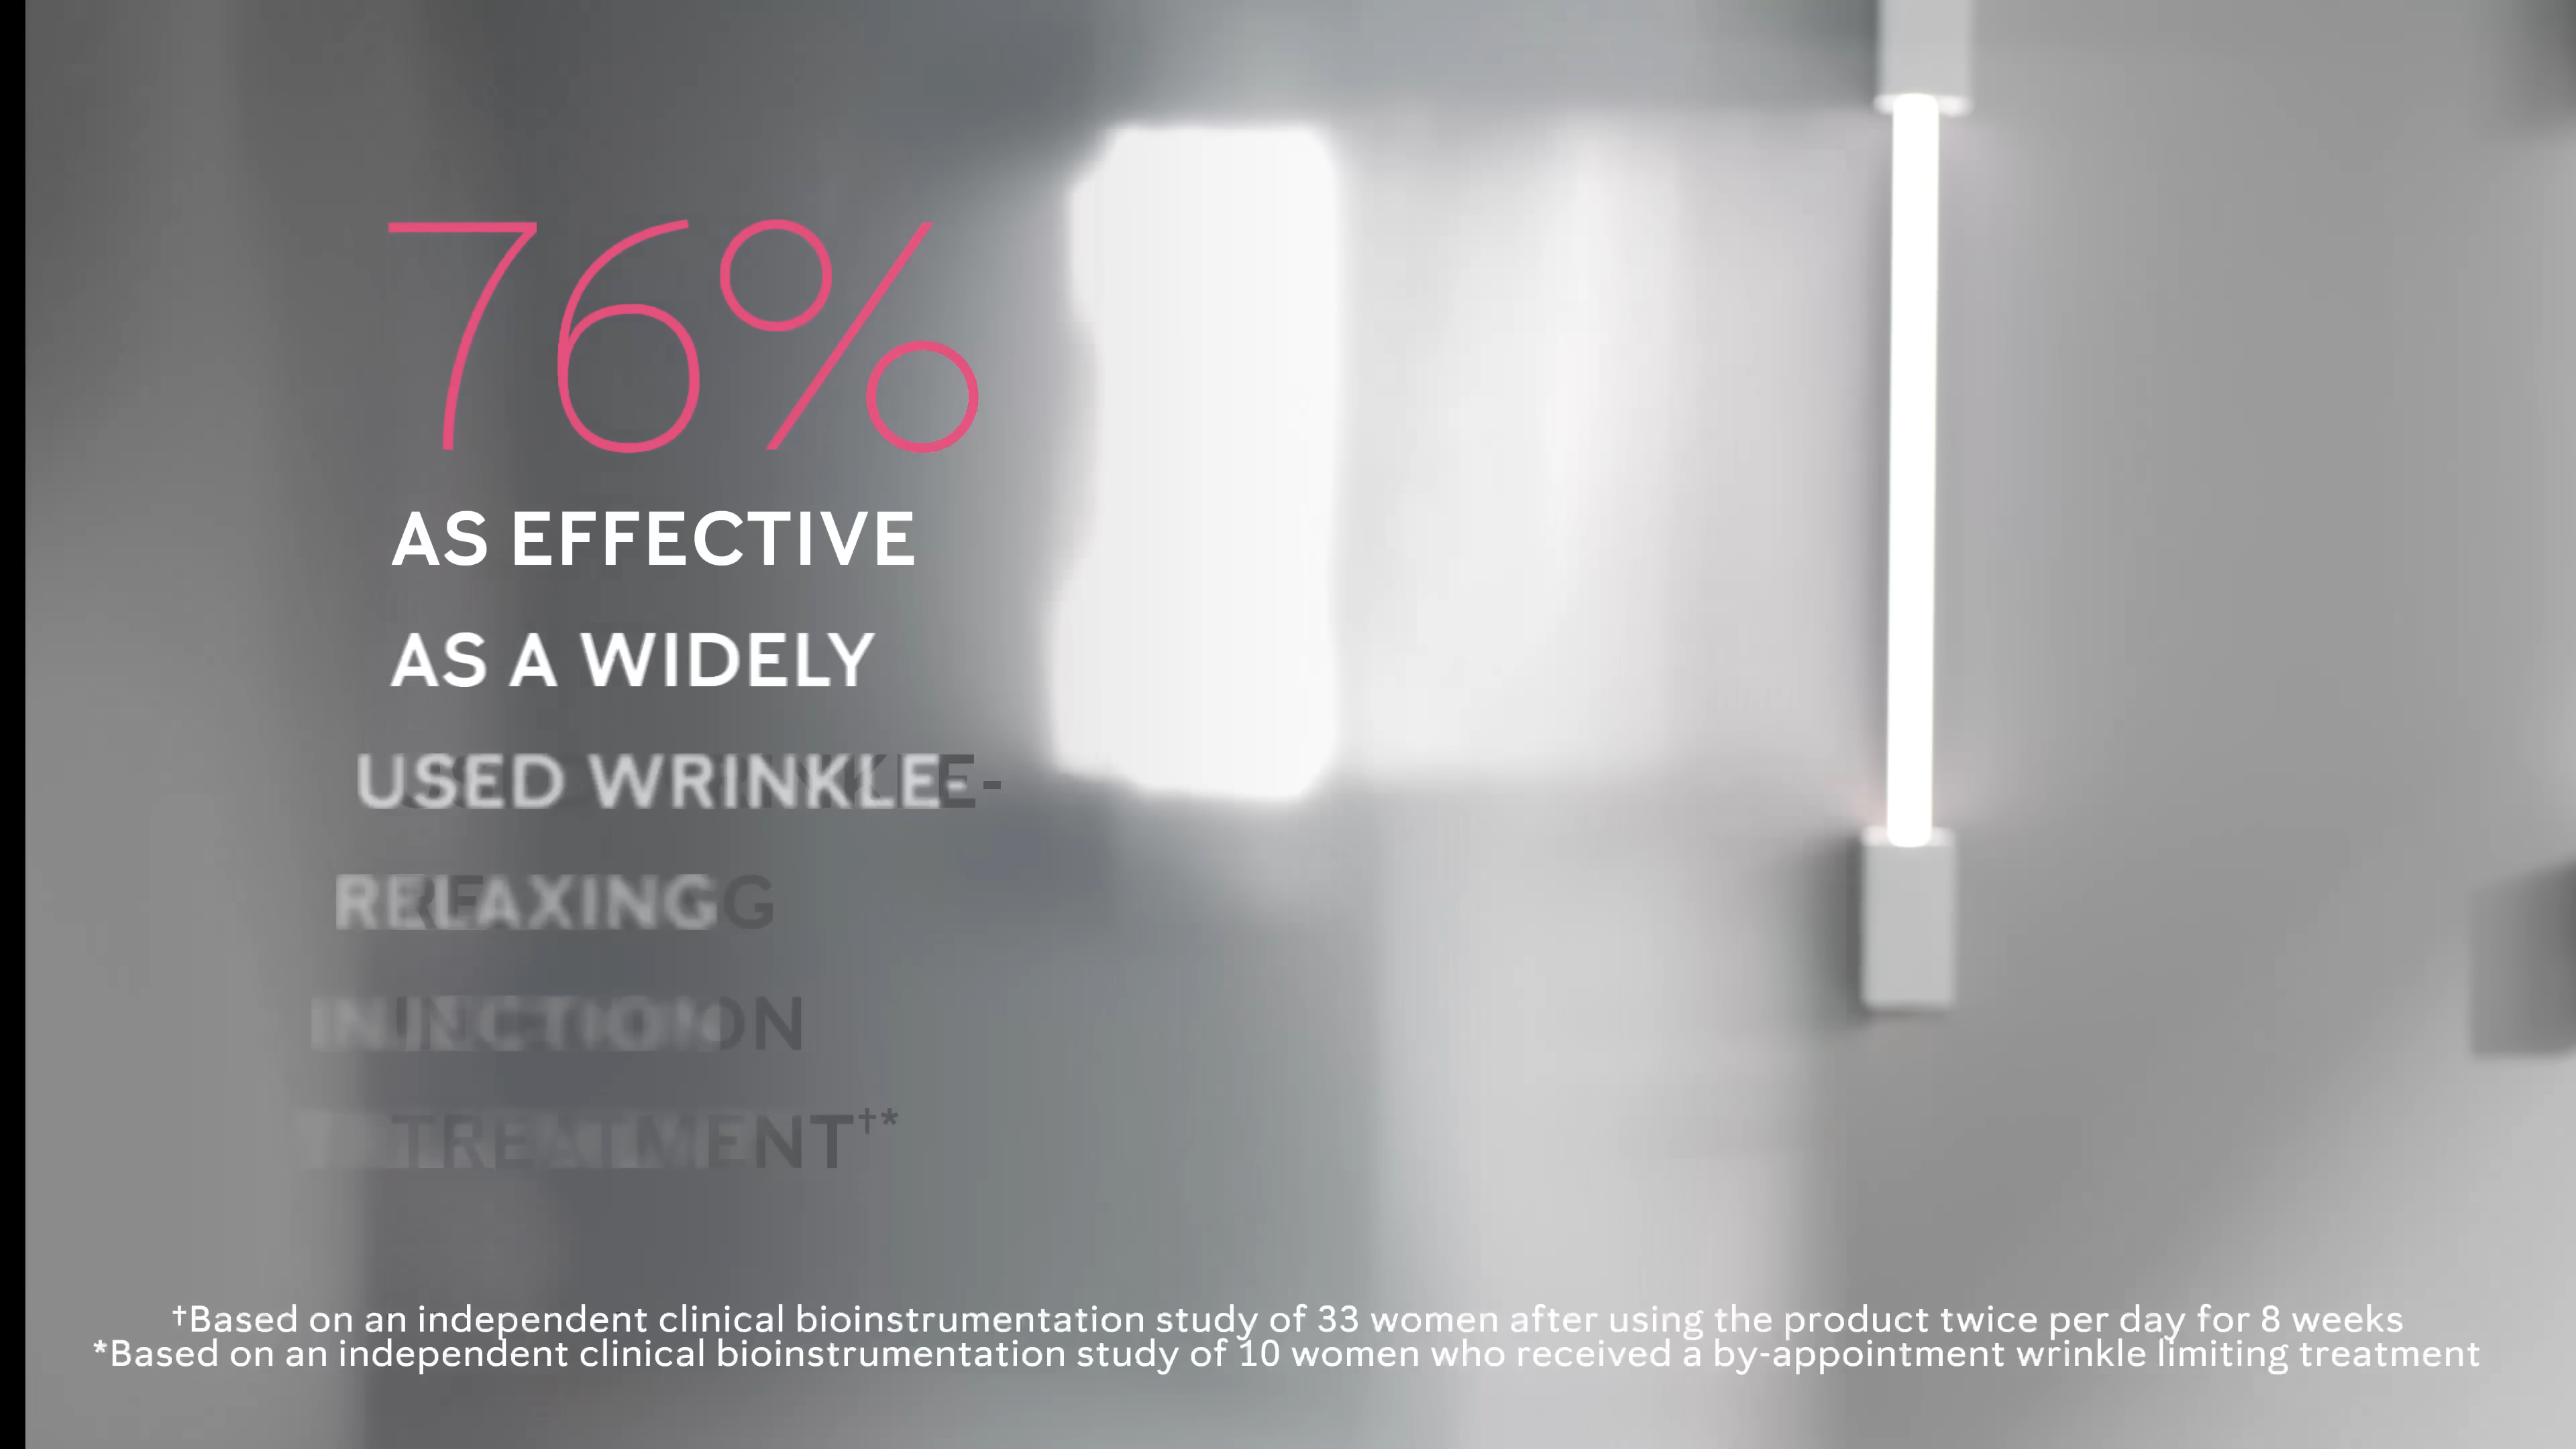 76%
AS EFFECTIVE
AS A WIDELY
USED WRINKLE-
RELAXING
INJECTION
TREATMENT†*
†Based on an independent clinical bioinstrumentation study of 33 women after using the product twice per day for 8 weeks
*Based on an independent clinical bioinstrumentation study of 10 women who received a by-appointment wrinkle limiting treatment